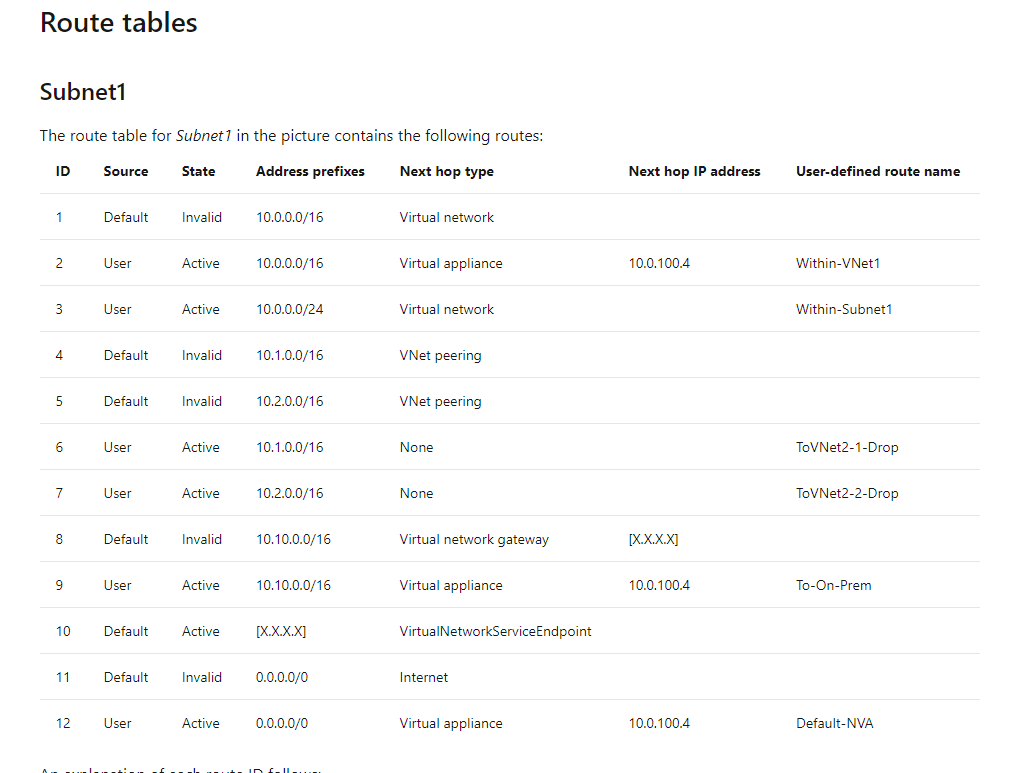 Route tables
Subnet1
The route table for Subnet1 in the picture contains the following routes:
ID Source State Address prefixes Next hop type Next hop IP address User-defined route name
1 Default Invalid 10.0.0.0/16 Virtual network
2 User Active 10.0.0.0/16 Virtual appliance 10.0.100.4 Within-VNet1
3 User Active 10.0.0.0/24 Virtual network Within-Subnet1
4 Default Invalid 10.1.0.0/16 VNet peering
5 Default Invalid 10.2.0.0/16 VNet peering
6 User Active 10.1.0.0/16 None ToVNet2-1-Drop
7 User Active 10.2.0.0/16 None ToVNet2-2-Drop
8 Default Invalid 10.10.0.0/16 Virtual network gateway [X.X.X.X]
9 User Active 10.10.0.0/16 Virtual appliance 10.0.100.4 To-On-Prem
10 Default Active [X.X.X.X] VirtualNetworkServiceEndpoint
11 Default Invalid 0.0.0.0/0 Internet
12 User Active 0.0.0.0/0 Virtual appliance 10.0.100.4 Default-NVA
An explanation of each route ID follows: